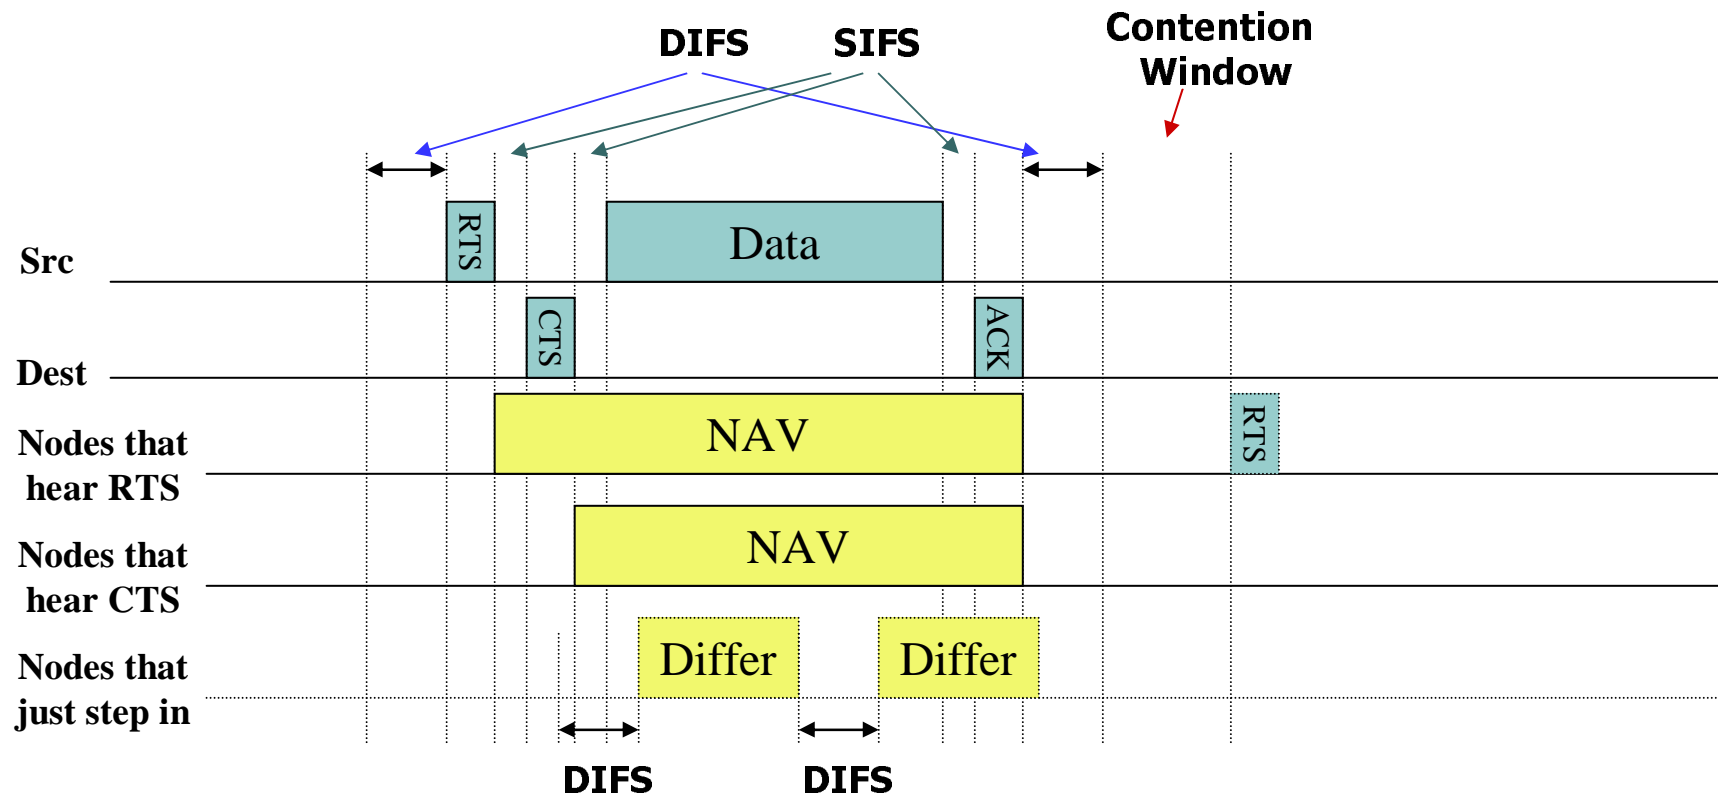 DIFS
SIFS
Contention
Window
Src
RTS
Data
Dest
CTS
ACK
Nodes that
hear RTS
NAV
RTS
Nodes that
hear CTS
NAV
Nodes that
just step in
Differ
Differ
DIFS
DIFS